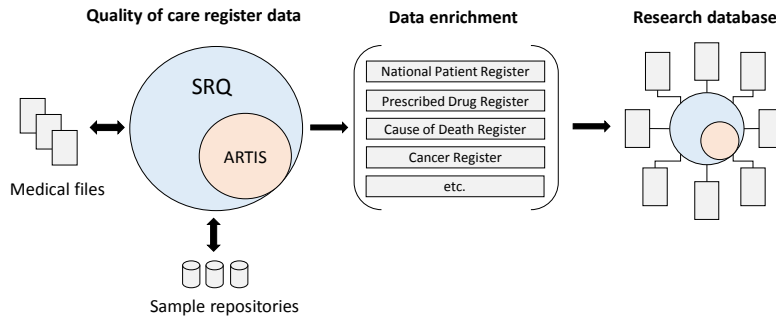 Quality of care register data
Data enrichment
Research database
SRQ
ARTIS
Medical files
Sample repositories
National Patient Register
Prescribed Drug Register
Cause of Death Register
Cancer Register
etc.